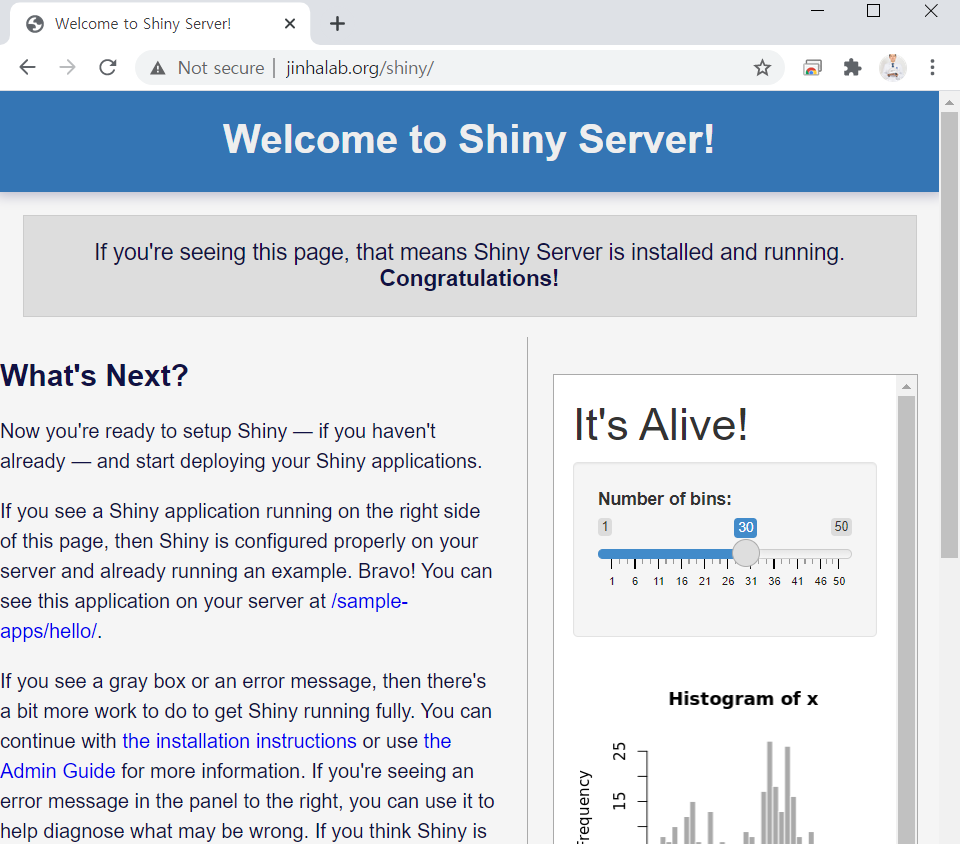 Welcome to Shiny Server!
Not secure | jinhalab.org/shiny/
Welcome to Shiny Server!
If you're seeing this page, that means Shiny Server is installed and running.
Congratulations!
What's Next?
Now you're ready to setup Shiny — if you haven't
already — and start deploying your Shiny applications.
If you see a Shiny application running on the right side
of this page, then Shiny is configured properly on your
server and already running an example. Bravo! You can
see this application on your server at /sample-
apps/hello/.
If you see a gray box or an error message, then there's
a bit more work to do to get Shiny running fully. You can
continue with the installation instructions or use the
Admin Guide for more information. If you're seeing an
error message in the panel to the right, you can use it to
help diagnose what may be wrong. If you think Shiny is
It's Alive!
Number of bins:
1 30 50
1 6 11 16 21 26 31 36 41 46 50
Histogram of x
25
15
Frequency